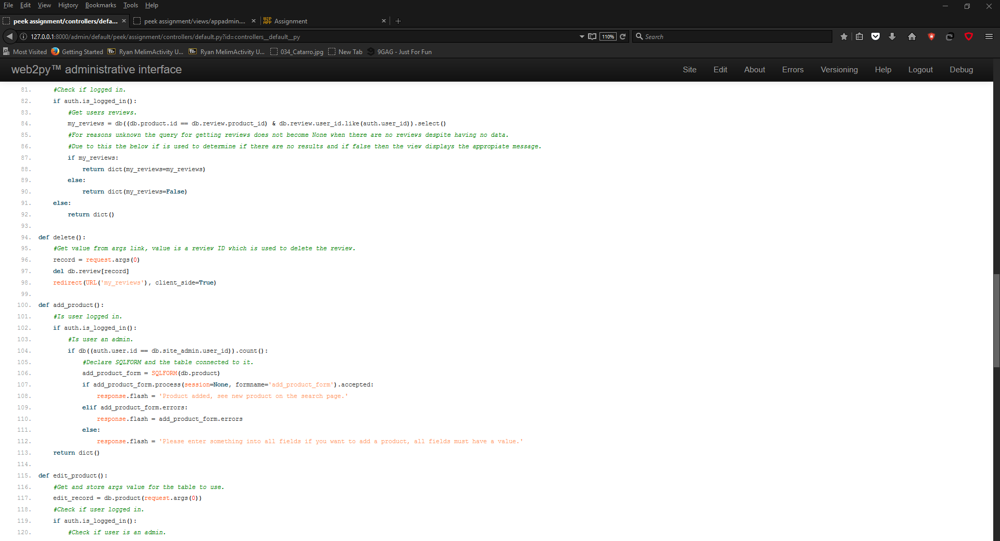 File Edit View History Bookmarks Tools Help
peek assignment/controllers/defa... × peek assignment/views/appadmin.... × W2P APP Assignment ×
127.0.0.1:8000/admin/default/peek/assignment/controllers/default.py?id=controllers__default__py 110% Search
Most Visited Getting Started Bb Ryan MelimActivity U... Bb Ryan MelimActivity U... 034_Catarro.jpg New Tab 9GAG - Just For Fun
web2py™ administrative interface Site Edit About Errors Versioning Help Logout Debug
81. #Check if logged in.
82. if auth.is_logged_in():
83. #Get users reviews.
84. my_reviews = db((db.product.id == db.review.product_id) & db.review.user_id.like(auth.user_id)).select()
85. #For reasons unknown the query for getting reviews does not become None when there are no reviews despite having no data.
86. #Due to this the below if is used to determine if there are no results and if false then the view displays the appropiate message.
87. if my_reviews:
88. return dict(my_reviews=my_reviews)
89. else:
90. return dict(my_reviews=False)
91. else:
92. return dict()
93.
94. def delete():
95. #Get value from args link, value is a review ID which is used to delete the review.
96. record = request.args(0)
97. del db.review[record]
98. redirect(URL('my_reviews'), client_side=True)
99.
100. def add_product():
101. #Is user logged in.
102. if auth.is_logged_in():
103. #Is user an admin.
104. if db((auth.user.id == db.site_admin.user_id)).count():
105. #Declare SQLFORM and the table connected to it.
106. add_product_form = SQLFORM(db.product)
107. if add_product_form.process(session=None, formname='add_product_form').accepted:
108. response.flash = 'Product added, see new product on the search page.'
109. elif add_product_form.errors:
110. response.flash = add_product_form.errors
111. else:
112. response.flash = 'Please enter something into all fields if you want to add a product, all fields must have a value.'
113. return dict()
114.
115. def edit_product():
116. #Get and store args value for the table to use.
117. edit_record = db.product(request.args(0))
118. #Check if user logged in.
119. if auth.is_logged_in():
120. #Check if user is an admin.